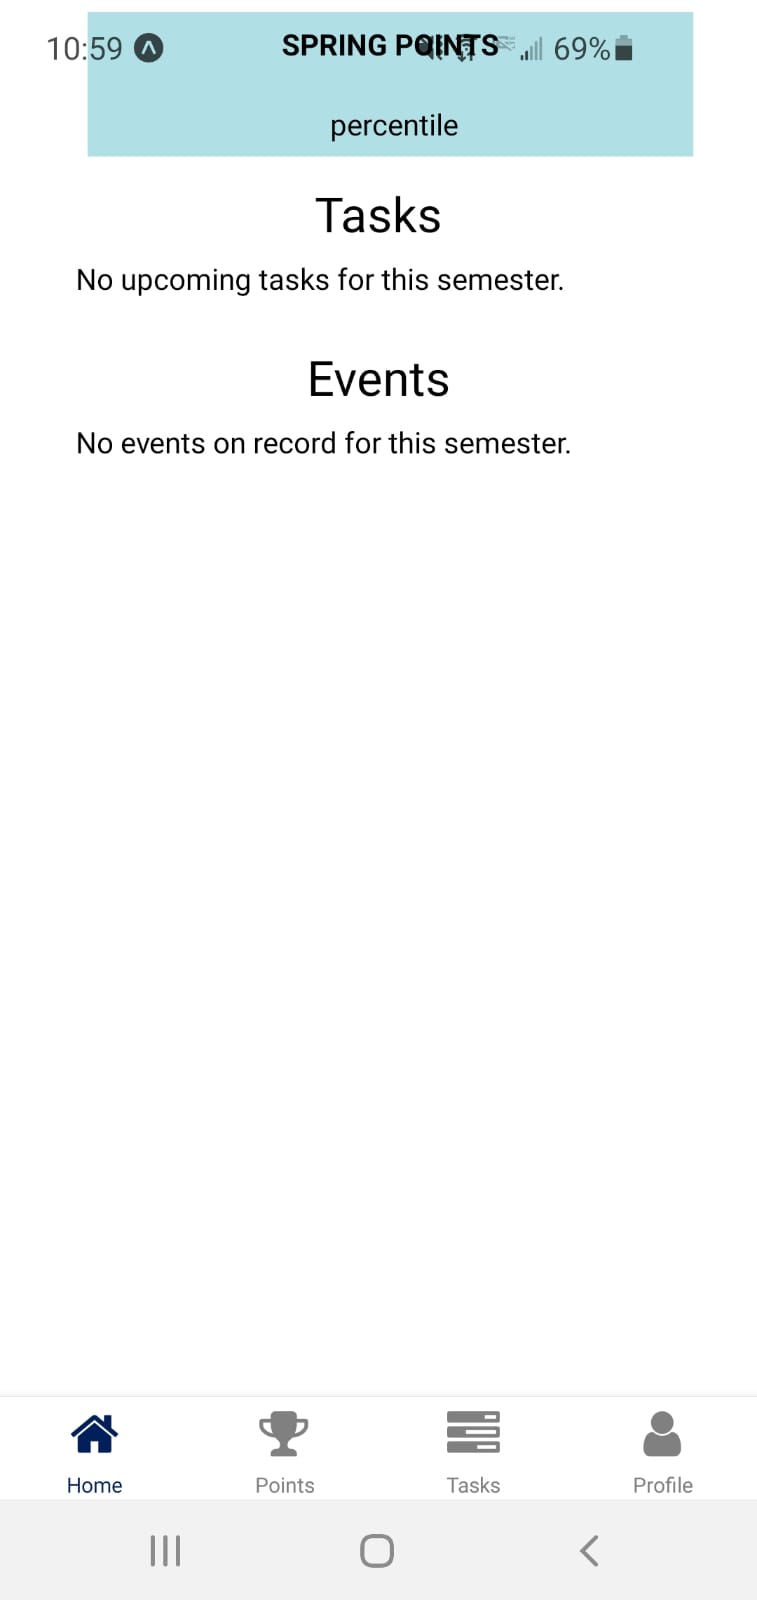 10:59
SPRING POINTS
69%
percentile
Tasks
No upcoming tasks for this semester.
Events
No events on record for this semester.
Home
Points
Tasks
Profile